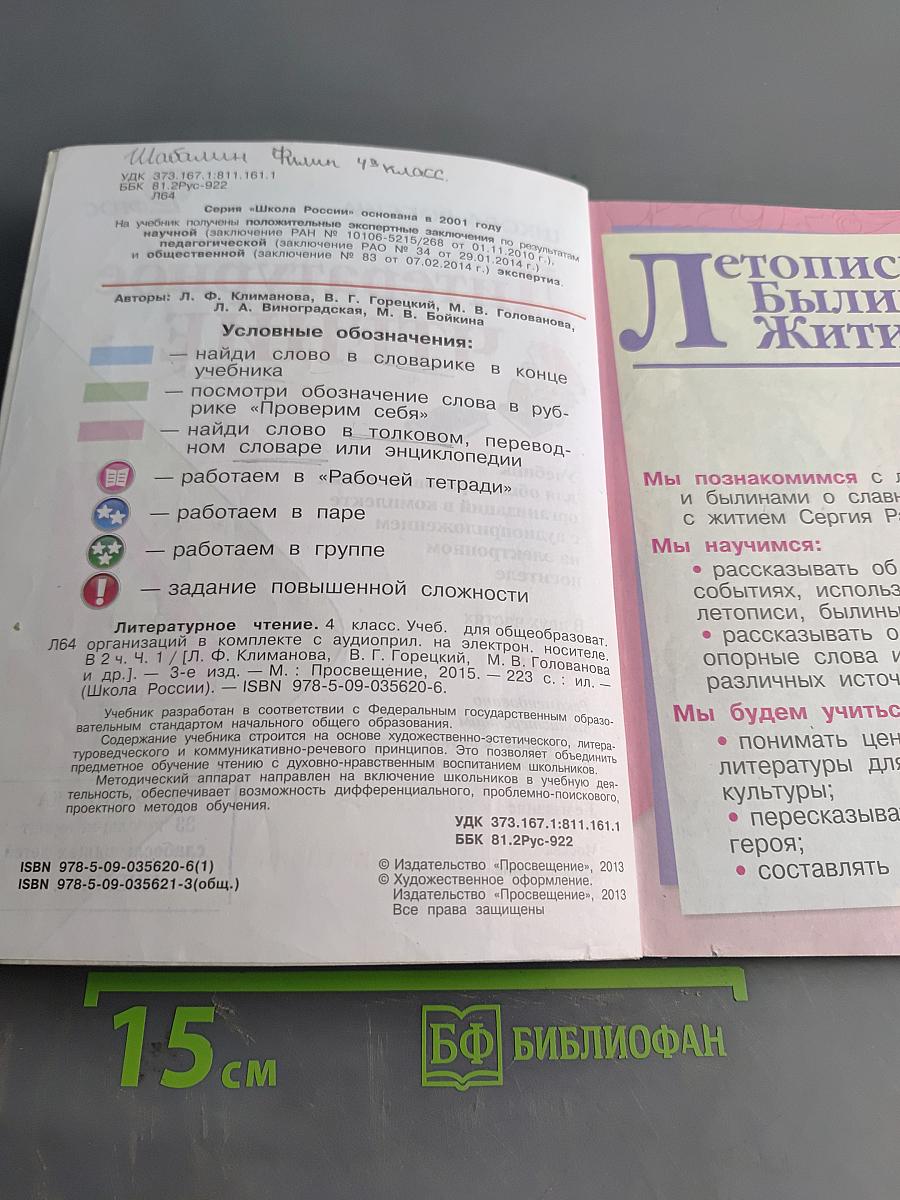 Шабалин Филип 4в класс.
УДК 373.167.1:811.161.1
ББК 81.2Рус-922
Л64
Серия «Школа России» основана в 2001 году
На учебник получены положительные экспертные заключения по результатам
научной (заключение РАН № 10106-5215/268 от 01.11.2010 г.),
педагогической (заключение РАО № 34 от 29.01.2014 г.)
и общественной (заключение № 83 от 07.02.2014 г.) экспертиз.
Авторы: Л. Ф. Климанова, В. Г. Горецкий, М. В. Голованова,
Л. А. Виноградская, М. В. Бойкина
Условные обозначения:
— найди слово в словарике в конце
учебника
— посмотри обозначение слова в руб-
рике «Проверим себя»
— найди слово в толковом, перевод-
ном словаре или энциклопедии
— работаем в «Рабочей тетради»
— работаем в паре
— работаем в группе
— задание повышенной сложности
Литературное чтение. 4 класс. Учеб. для общеобразоват.
Л64 организаций в комплекте с аудиоприл. на электрон. носителе.
В 2 ч. Ч. 1 / [Л. Ф. Климанова, В. Г. Горецкий, М. В. Голованова
и др.]. — 3-е изд. — М. : Просвещение, 2015. — 223 с. : ил. —
(Школа России). — ISBN 978-5-09-035620-6.
Учебник разработан в соответствии с Федеральным государственным образо-
вательным стандартом начального общего образования.
Содержание учебника строится на основе художественно-эстетического, литера-
туроведческого и коммуникативно-речевого принципов. Это позволяет объединить
предметное обучение чтению с духовно-нравственным воспитанием школьников.
Методический аппарат направлен на включение школьников в учебную дея-
тельность, обеспечивает возможность дифференциального, проблемно-поискового,
проектного методов обучения.
УДК 373.167.1:811.161.1
ББК 81.2Рус-922
ISBN 978-5-09-035620-6(1)
ISBN 978-5-09-035621-3(общ.)
© Издательство «Просвещение», 2013
© Художественное оформление.
Издательство «Просвещение», 2013
Все права защищены
Летопис
Были
Жити
Мы познакомимся с л
и былинами о слав
с житием Сергия Ра
Мы научимся:
• рассказывать об
событиях, использ
летописи, былины
• рассказывать о
опорные слова и
различных источ
Мы будем учитьс
• понимать цен
литературы для
культуры;
• пересказыва
героя;
• составлять
15 см
БФ БИБЛИОФАН